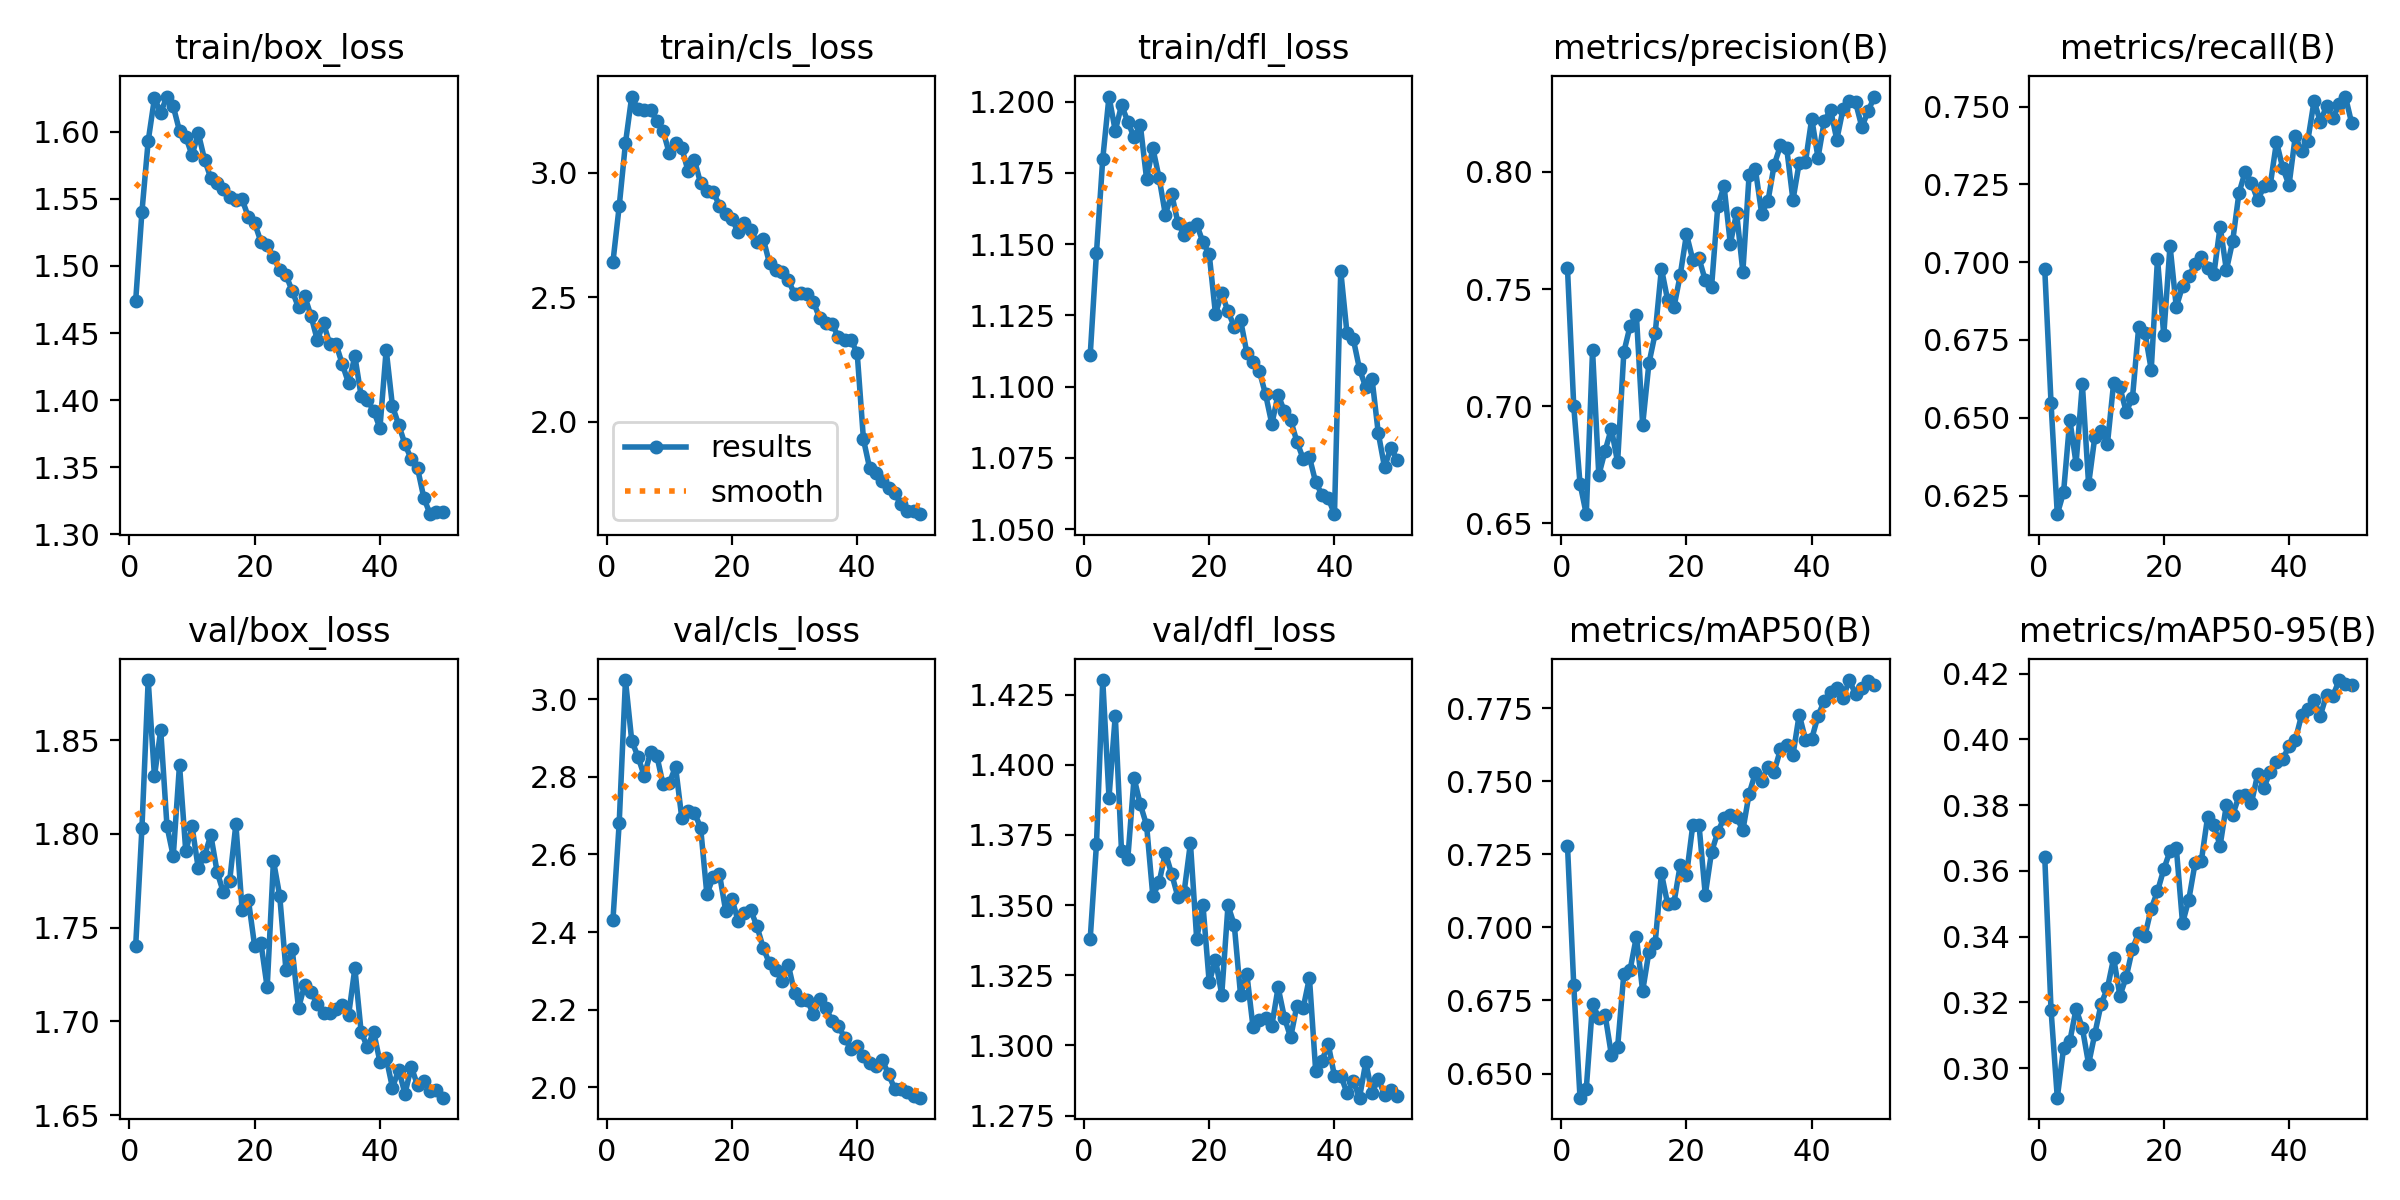 train/box_loss
1.60
1.55
1.50
1.45
1.40
1.35
1.30
0 20 40
train/cls_loss
3.0
2.5
2.0
results
smooth
0 20 40
train/dfl_loss
1.200
1.175
1.150
1.125
1.100
1.075
1.050
0 20 40
metrics/precision(B)
0.80
0.75
0.70
0.65
0 20 40
metrics/recall(B)
0.750
0.725
0.700
0.675
0.650
0.625
0 20 40
val/box_loss
1.85
1.80
1.75
1.70
1.65
0 20 40
val/cls_loss
3.0
2.8
2.6
2.4
2.2
2.0
0 20 40
val/dfl_loss
1.425
1.400
1.375
1.350
1.325
1.300
1.275
0 20 40
metrics/mAP50(B)
0.775
0.750
0.725
0.700
0.675
0.650
0 20 40
metrics/mAP50-95(B)
0.42
0.40
0.38
0.36
0.34
0.32
0.30
0 20 40